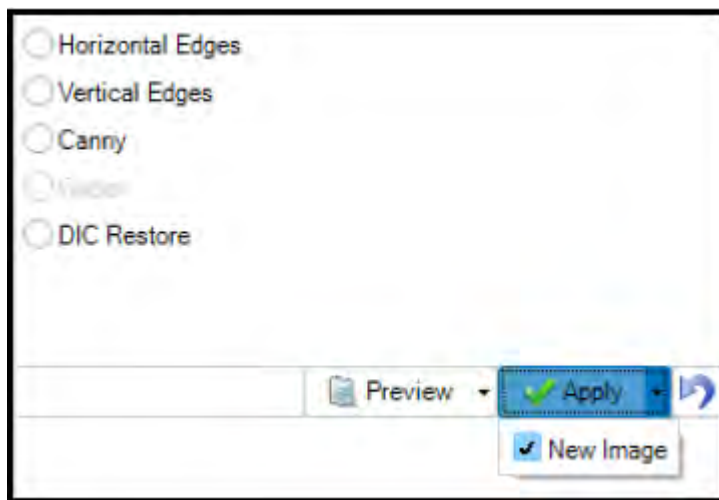 Horizontal Edges
Vertical Edges
Canny
DIC Restore
Preview Apply
New Image